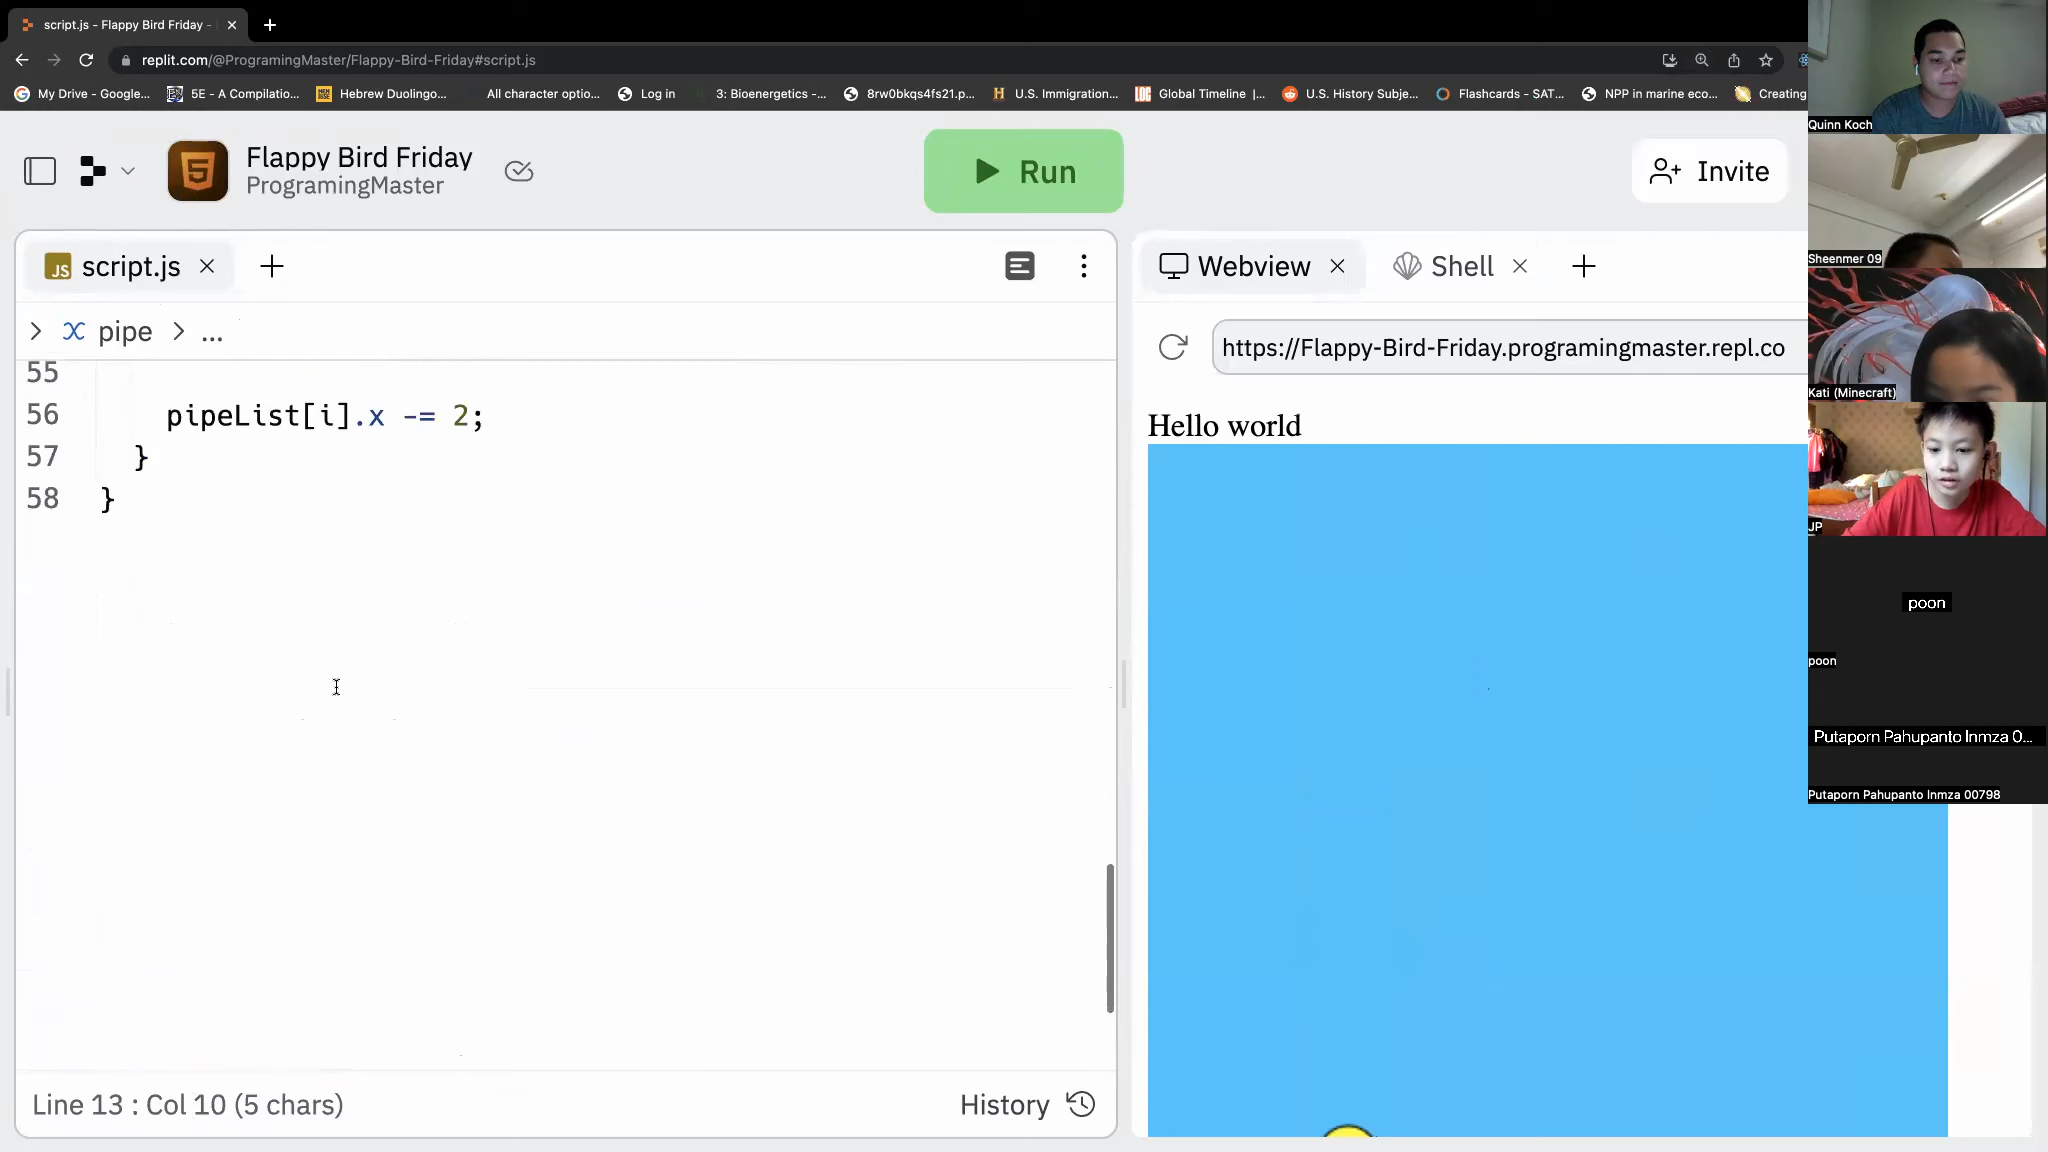 script.js - Flappy Bird Friday -
replit.com/@ProgramingMaster/Flappy-Bird-Friday#script.js
My Drive - Google...
5E - A Compilatio...
Hebrew Duolingo...
All character optio...
Log in
3: Bioenergetics -...
8rw0bkqs4fs21.p...
U.S. Immigration...
Global Timeline |...
U.S. History Subje...
Flashcards - SAT...
NPP in marine eco...
Creating
Flappy Bird Friday
ProgramingMaster
Run
Invite
JS script.js
Webview
Shell
pipe
...
https://Flappy-Bird-Friday.programingmaster.repl.co
55
56 pipeList[i].x -= 2;
57 }
58 }
Hello world
Line 13 : Col 10 (5 chars)
History
Quinn Koch
Sheenmer 09
Kati (Minecraft)
JP
poon
poon
Putaporn Pahupanto Inmza 0...
Putaporn Pahupanto Inmza 00798